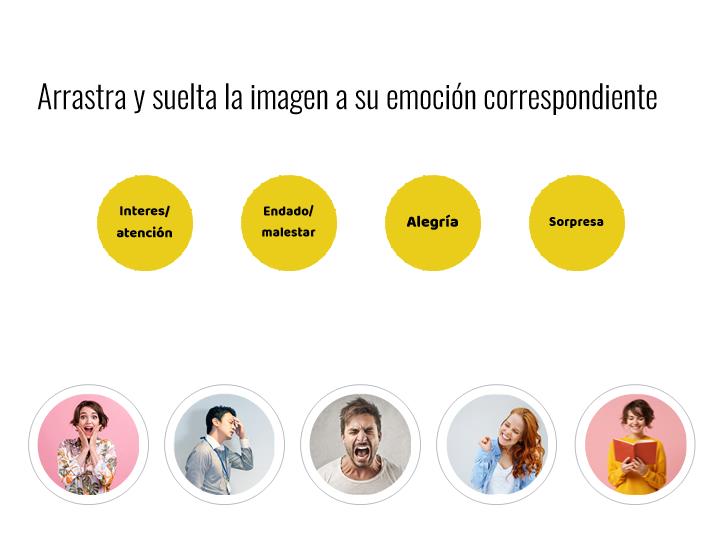 Arrastra y suelta la imagen a su emoción correspondiente
Interes/
atención
Endado/
malestar
Alegría
Sorpresa